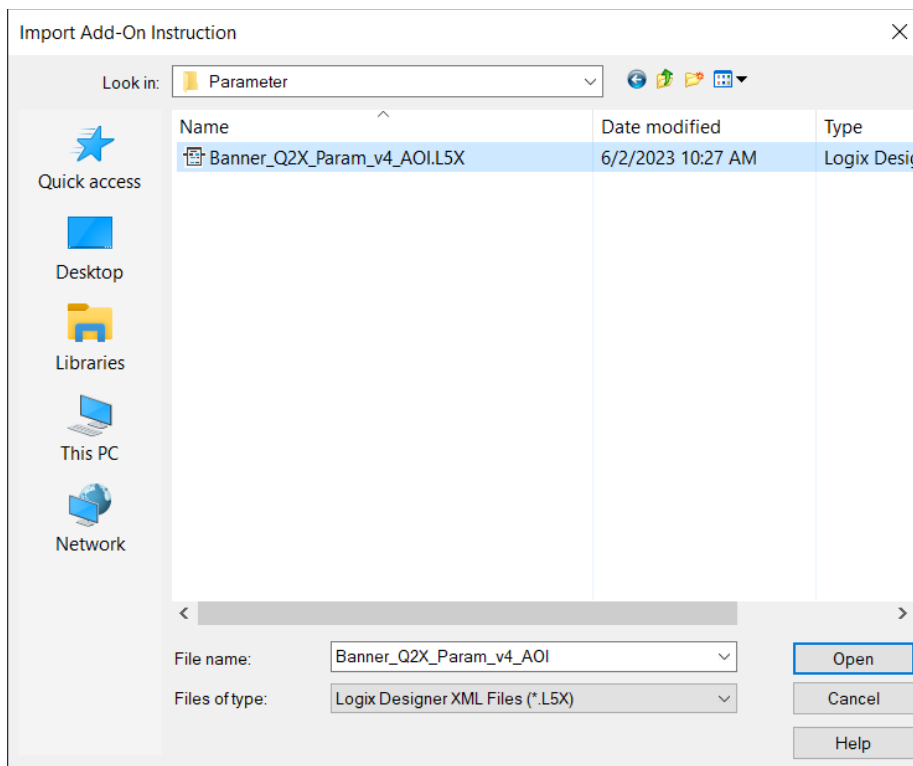 Import Add-On Instruction
Look in: Parameter
Name Date modified Type
Banner_Q2X_Param_v4_AOI.L5X 6/2/2023 10:27 AM Logix Desig
Quick access
Desktop
Libraries
This PC
Network
File name: Banner_Q2X_Param_v4_AOI Open
Files of type: Logix Designer XML Files (*.L5X) Cancel
Help